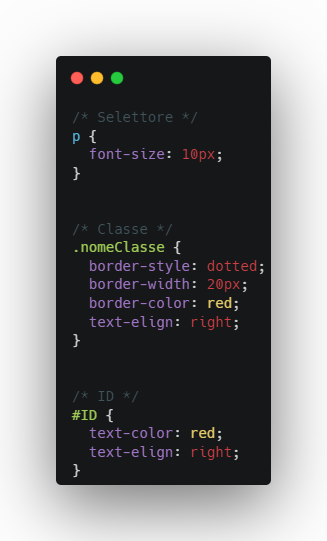 /* Selettore */
p {
  font-size: 10px;
}
/* Classe */
.nomeClasse {
  border-style: dotted;
  border-width: 20px;
  border-color: red;
  text-elign: right;
}
/* ID */
#ID {
  text-color: red;
  text-elign: right;
}